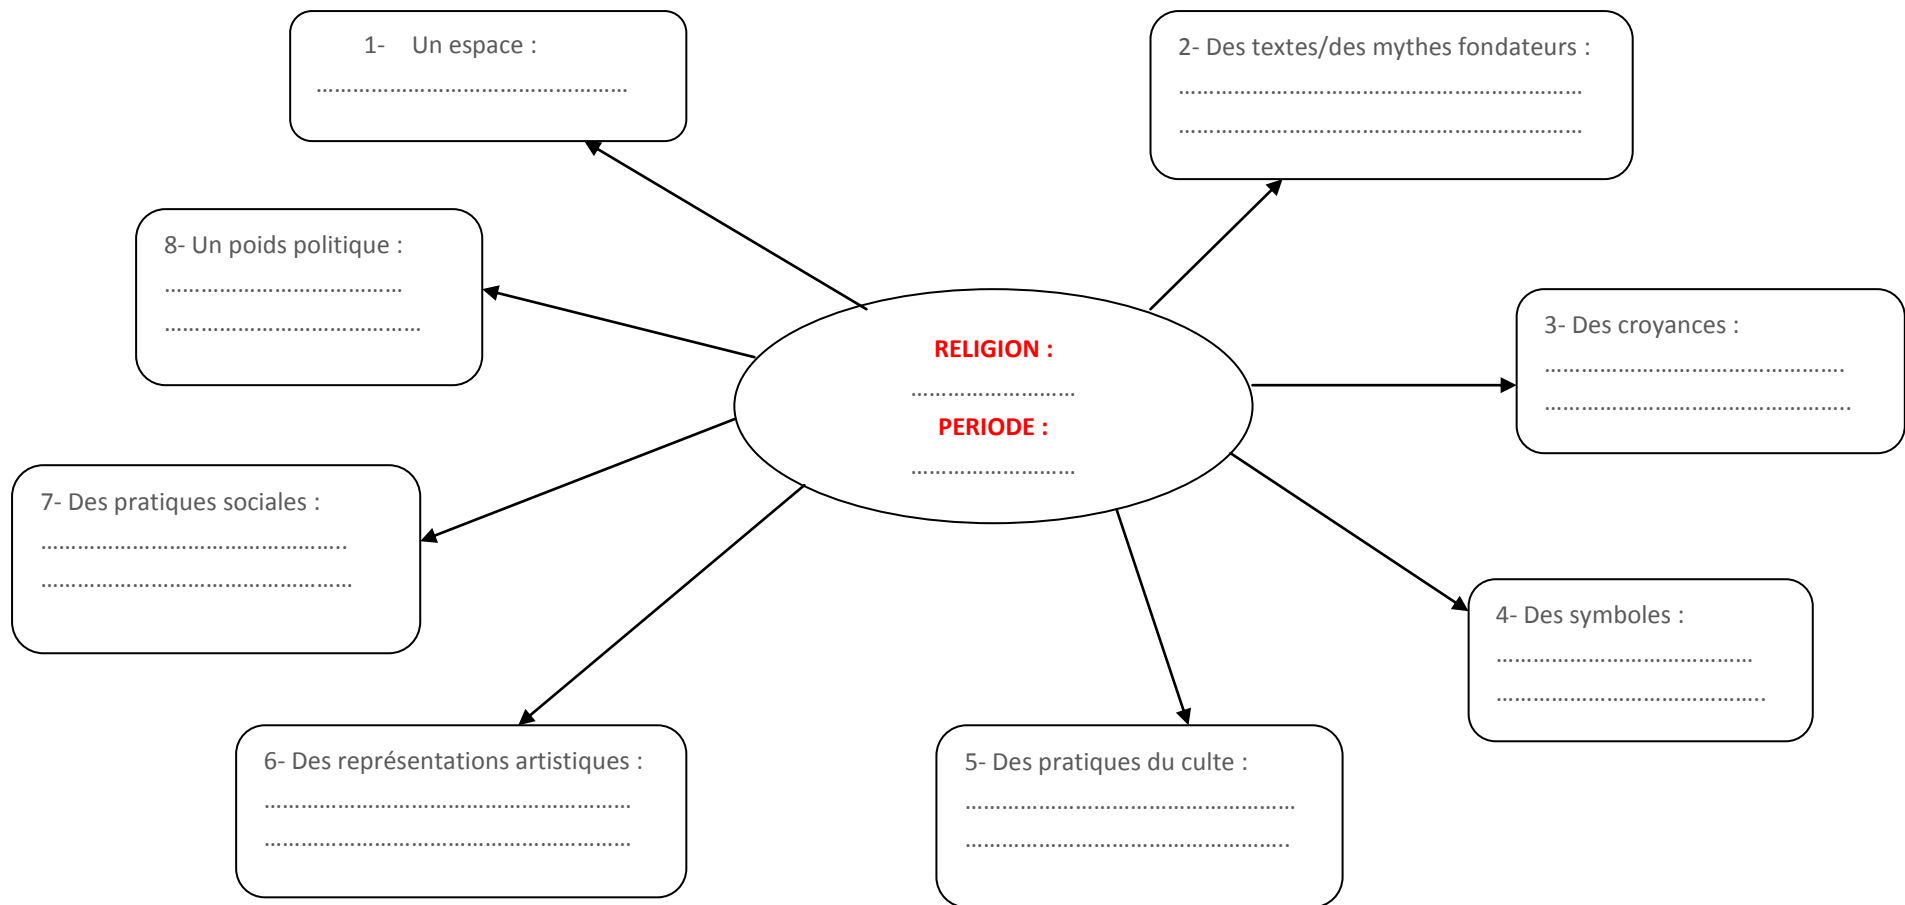 1- Un espace :
……………………………………………
2- Des textes/des mythes fondateurs :
…………………………………………………………
…………………………………………………………
8- Un poids politique :
…………………………………
……………………………………
RELIGION :
………………………
PERIODE :
………………………
3- Des croyances :
………………………………………….
…………………………………………..
7- Des pratiques sociales :
…………………………………………..
……………………………………………
4- Des symboles :
……………………………………
……………………………………..
6- Des représentations artistiques :
……………………………………………………
……………………………………………………
5- Des pratiques du culte :
………………………………………………
……………………………………………..